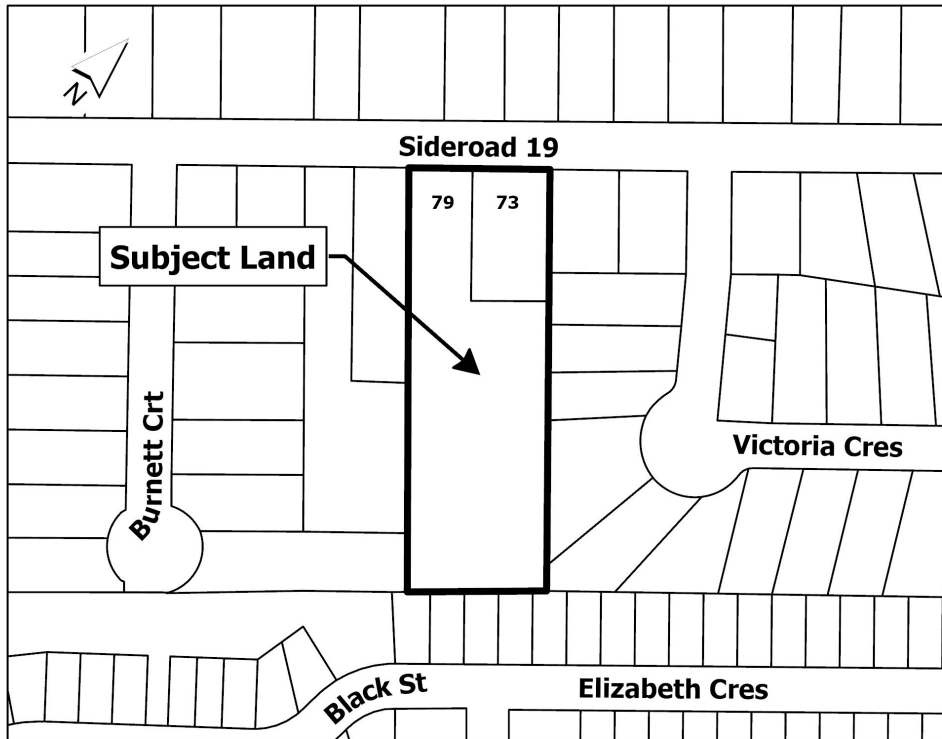 N
Sideroad 19
79
73
Subject Land
Burnett Crt
Victoria Cres
Black St
Elizabeth Cres